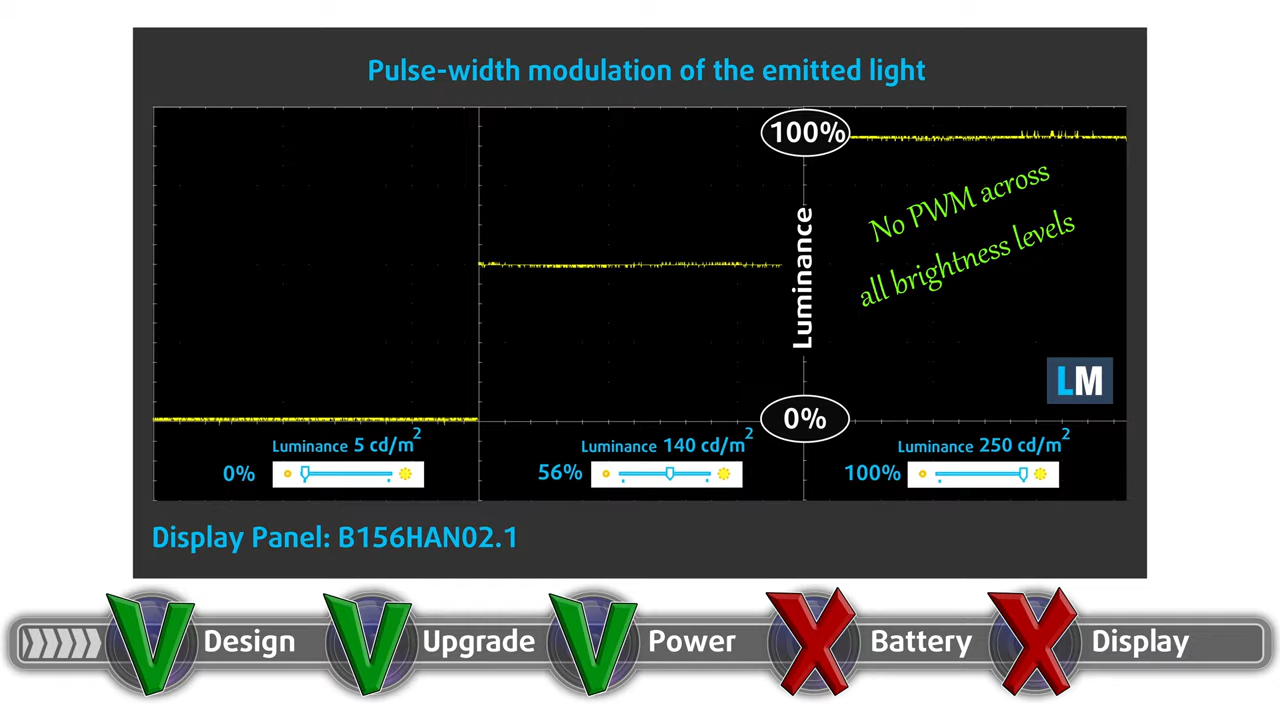 Pulse-width modulation of the emitted light
100%
No PWM across
all brightness levels
Luminance
LM
0%
Luminance 5 cd/m²
0%
Luminance 140 cd/m²
56%
Luminance 250 cd/m²
100%
Display Panel: B156HAN02.1
Design
Upgrade
Power
Battery
Display